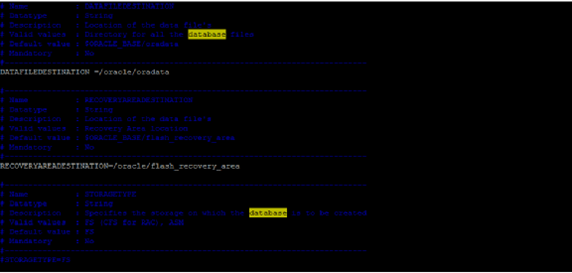 # Name : DATAFILEDESTINATION
# Datatype : String
# Description : Location of the data file's
# Valid values : Directory for all the database files
# Default value : $ORACLE_BASE/oradata
# Mandatory : No
DATAFILEDESTINATION =/oracle/oradata
# Name : RECOVERYAREADESTINATION
# Datatype : String
# Description : Location of the data file's
# Valid values : Recovery Area location
# Default value : $ORACLE_BASE/flash_recovery_area
# Mandatory : No
RECOVERYAREADESTINATION=/oracle/flash_recovery_area
# Name : STORAGETYPE
# Datatype : String
# Description : Specifies the storage on which the database is to be created
# Valid values : FS (CFS for RAC), ASM
# Default value : FS
# Mandatory : No